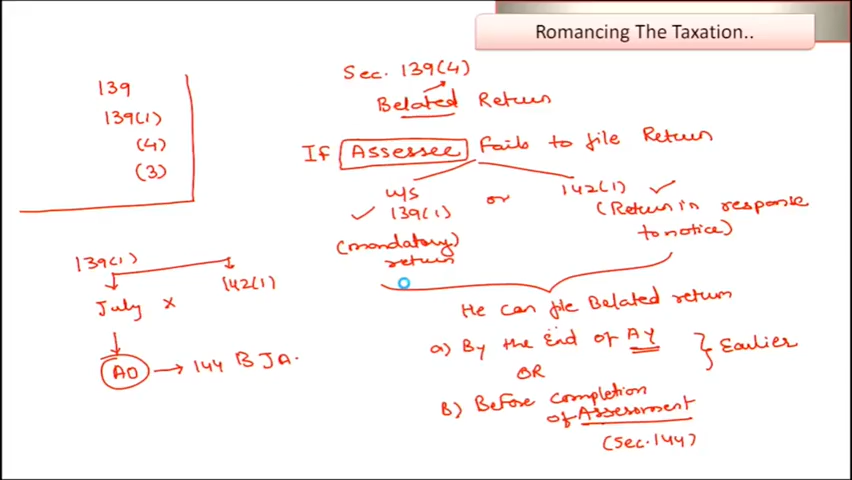 Romancing The Taxation..
139
139(1)
(4)
(3)
Sec. 139(4)
Belated Return
If Assessee Fails to file Return
u/s
139(1)
or
142(1)
(Return in response
to notice)
(mandatory)
return
139(1)
July x
142(1)
AO → 144 BJA.
He can file Belated return
a) By the End of AY
OR
B) Before completion
of Assessment
(Sec. 144)
Earlier